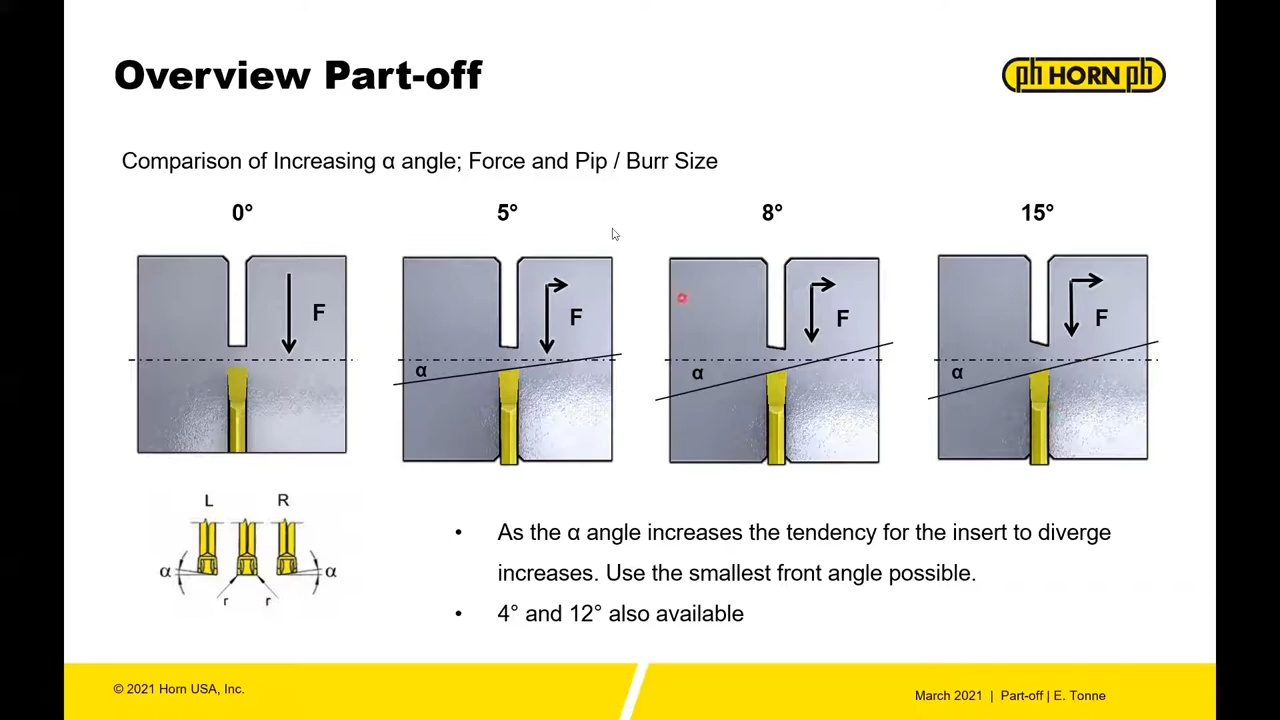 Overview Part-off
ph HORN ph
Comparison of Increasing α angle; Force and Pip / Burr Size
0°
5°
8°
15°
F
F
F
F
α
α
α
L
R
α
α
r
r
• As the α angle increases the tendency for the insert to diverge
increases. Use the smallest front angle possible.
• 4° and 12° also available
© 2021 Horn USA, Inc.
March 2021 | Part-off | E. Tonne